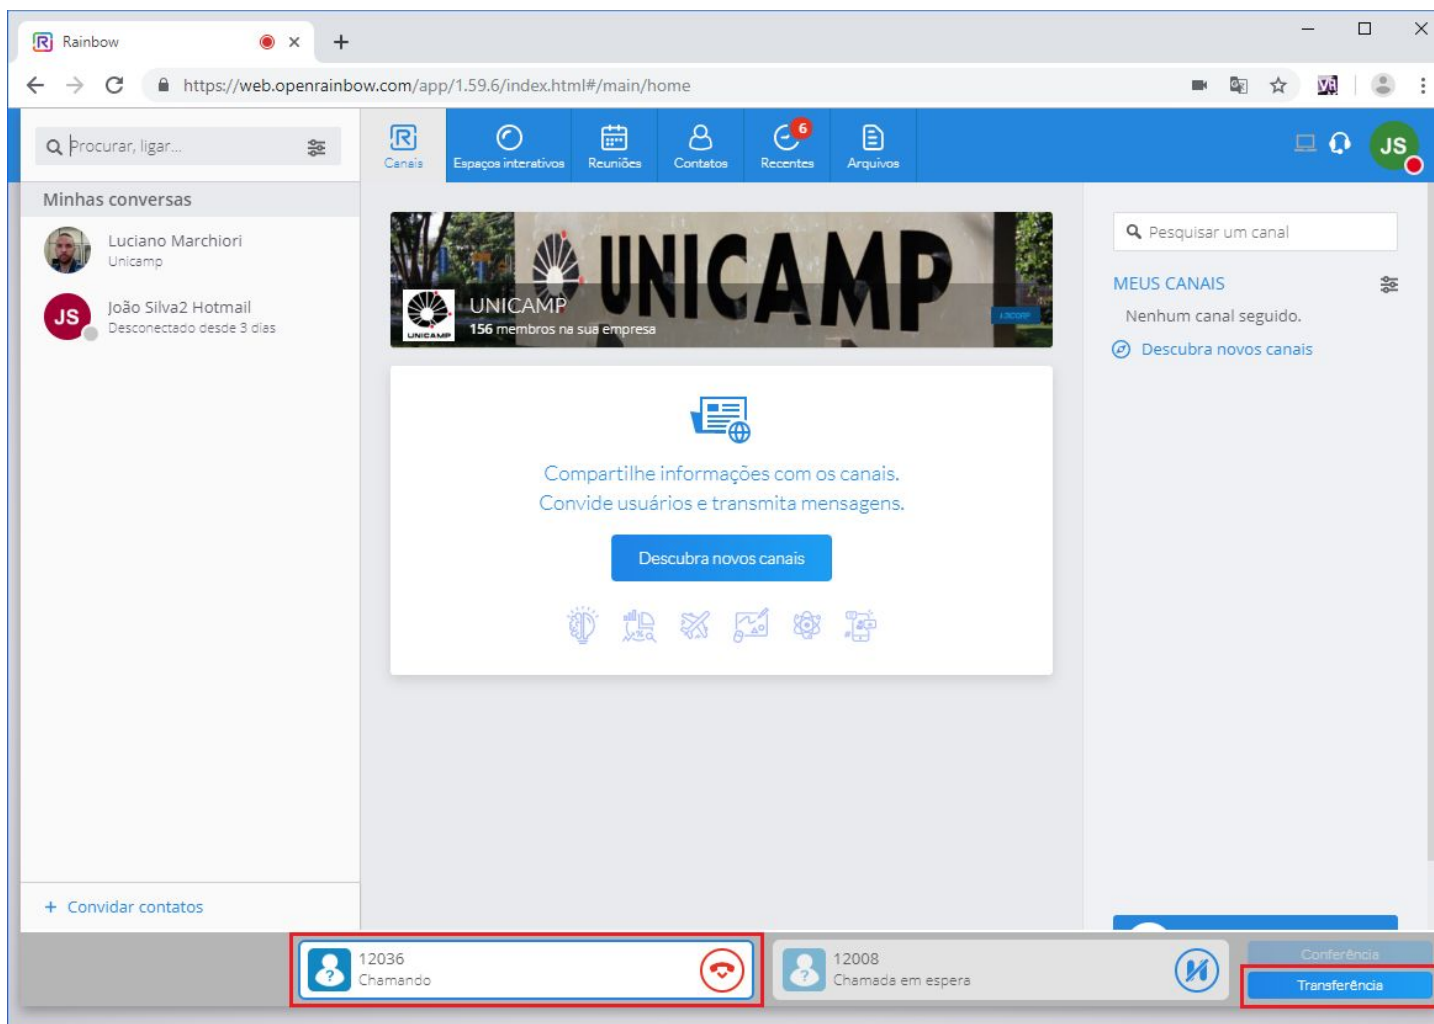 Rainbow
https://web.openrainbow.com/app/1.59.6/index.html#/main/home
Procurar, ligar...
Canais
Espaços interativos
Reuniões
Contatos
6
Recentes
Arquivos
JS
Minhas conversas
Luciano Marchiori
Unicamp
JS
João Silva2 Hotmail
Desconectado desde 3 dias
UNICAMP
UNICAMP
156 membros na sua empresa
UNICAMP
Compartilhe informações com os canais.
Convide usuários e transmita mensagens.
Descubra novos canais
Pesquisar um canal
MEUS CANAIS
Nenhum canal seguido.
Descubra novos canais
+ Convidar contatos
12036
Chamando
12008
Chamada em espera
Conferência
Transferência